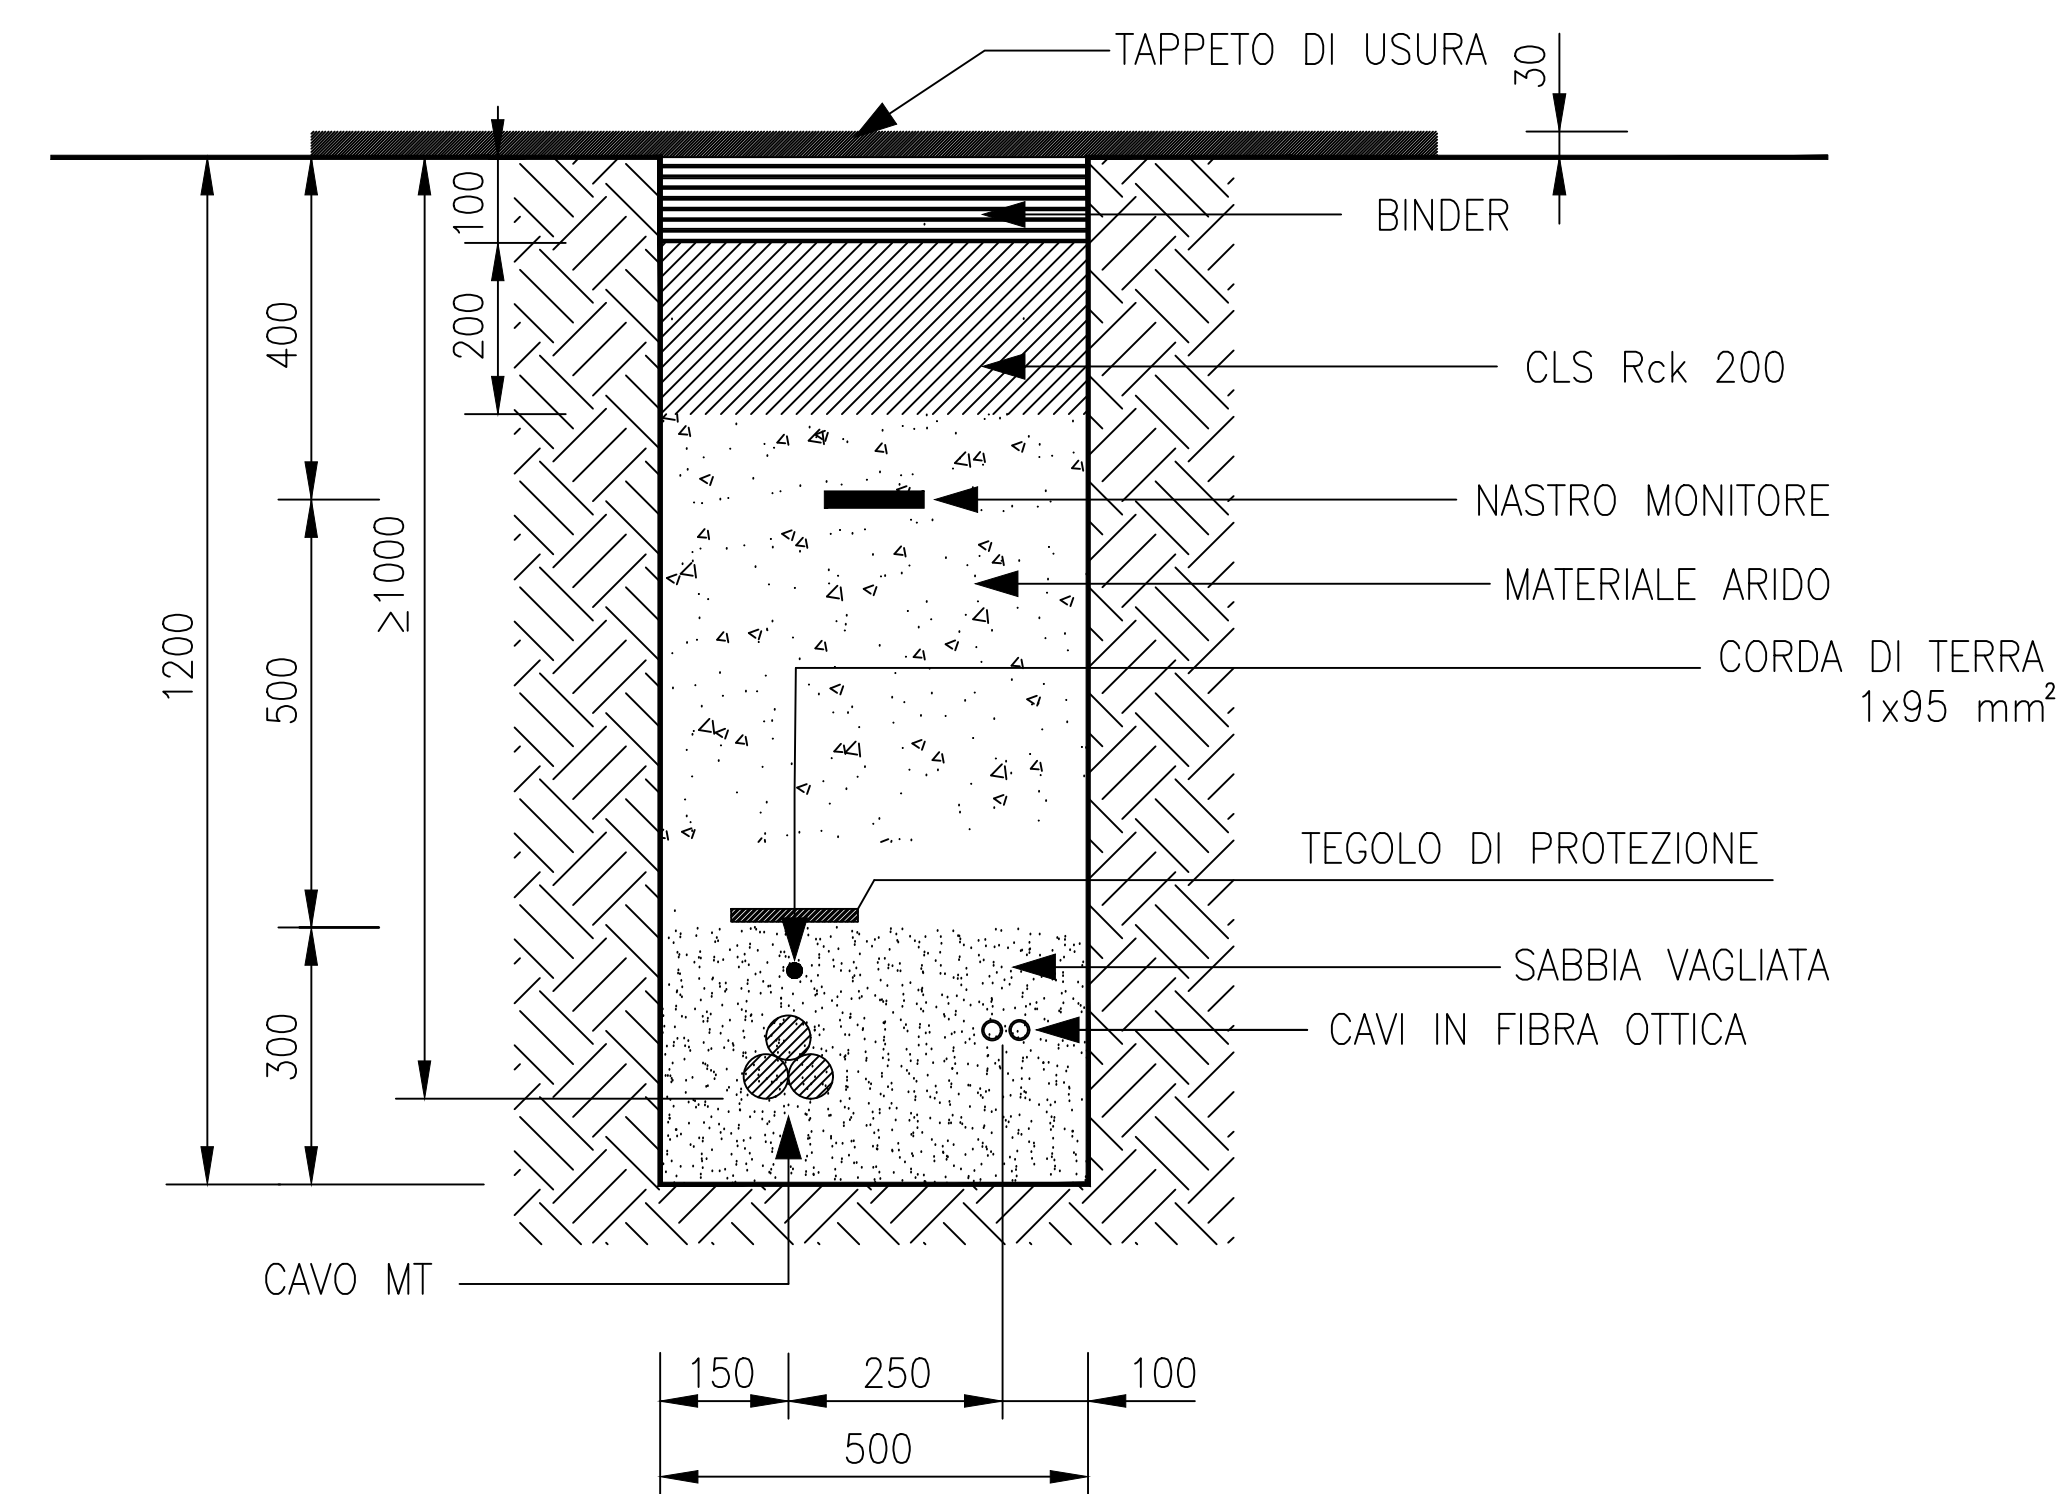 TAPPETO DI USURA
30
100
BINDER
200
400
CLS Rck 200
NASTRO MONITORE
≥1000
MATERIALE ARIDO
1200
500
CORDA DI TERRA
1x95 mm²
TEGOLO DI PROTEZIONE
SABBIA VAGLIATA
300
CAVI IN FIBRA OTTICA
CAVO MT
150 250 100
500